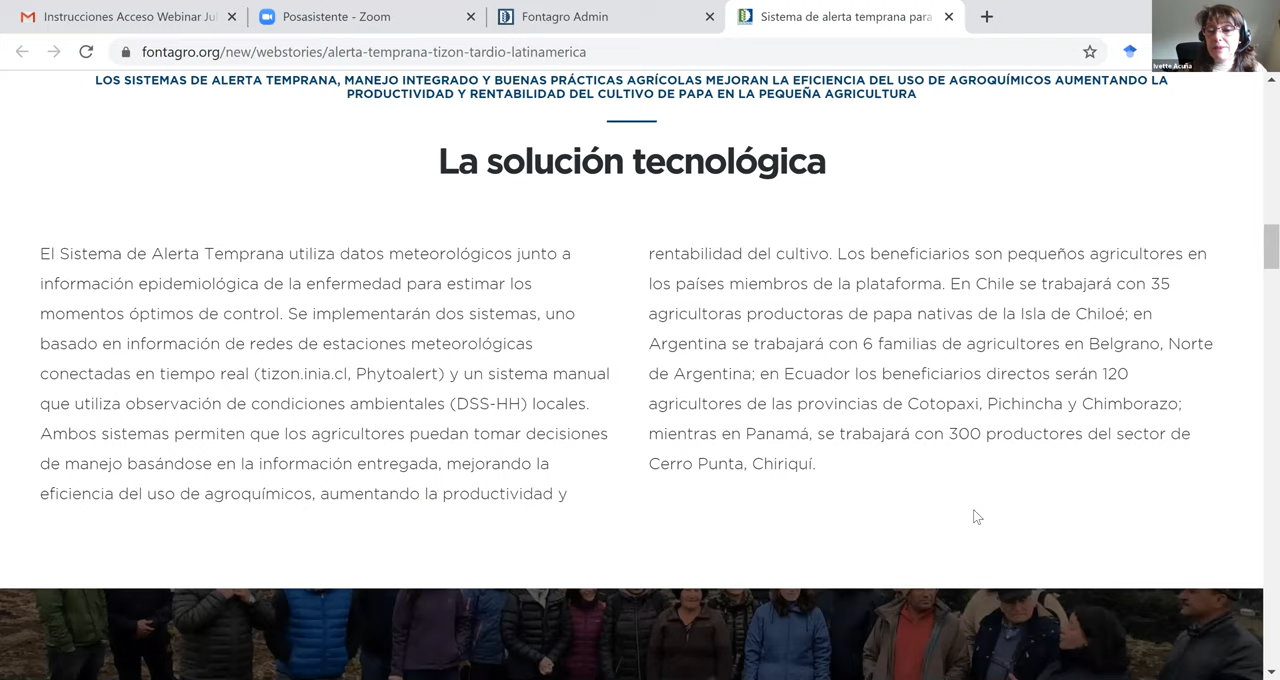 Instrucciones Acceso Webinar Ju
Posasistente - Zoom
Fontagro Admin
Sistema de alerta temprana para
fontagro.org/new/webstories/alerta-temprana-tizon-tardio-latinamerica
Ivette Acuña
LOS SISTEMAS DE ALERTA TEMPRANA, MANEJO INTEGRADO Y BUENAS PRÁCTICAS AGRÍCOLAS MEJORAN LA EFICIENCIA DEL USO DE AGROQUÍMICOS AUMENTANDO LA
PRODUCTIVIDAD Y RENTABILIDAD DEL CULTIVO DE PAPA EN LA PEQUEÑA AGRICULTURA
La solución tecnológica
El Sistema de Alerta Temprana utiliza datos meteorológicos junto a
información epidemiológica de la enfermedad para estimar los
momentos óptimos de control. Se implementarán dos sistemas, uno
basado en información de redes de estaciones meteorológicas
conectadas en tiempo real (tizon.inia.cl, Phytoalert) y un sistema manual
que utiliza observación de condiciones ambientales (DSS-HH) locales.
Ambos sistemas permiten que los agricultores puedan tomar decisiones
de manejo basándose en la información entregada, mejorando la
eficiencia del uso de agroquímicos, aumentando la productividad y
rentabilidad del cultivo. Los beneficiarios son pequeños agricultores en
los países miembros de la plataforma. En Chile se trabajará con 35
agricultoras productoras de papa nativas de la Isla de Chiloé; en
Argentina se trabajará con 6 familias de agricultores en Belgrano, Norte
de Argentina; en Ecuador los beneficiarios directos serán 120
agricultores de las provincias de Cotopaxi, Pichincha y Chimborazo;
mientras en Panamá, se trabajará con 300 productores del sector de
Cerro Punta, Chiriquí.